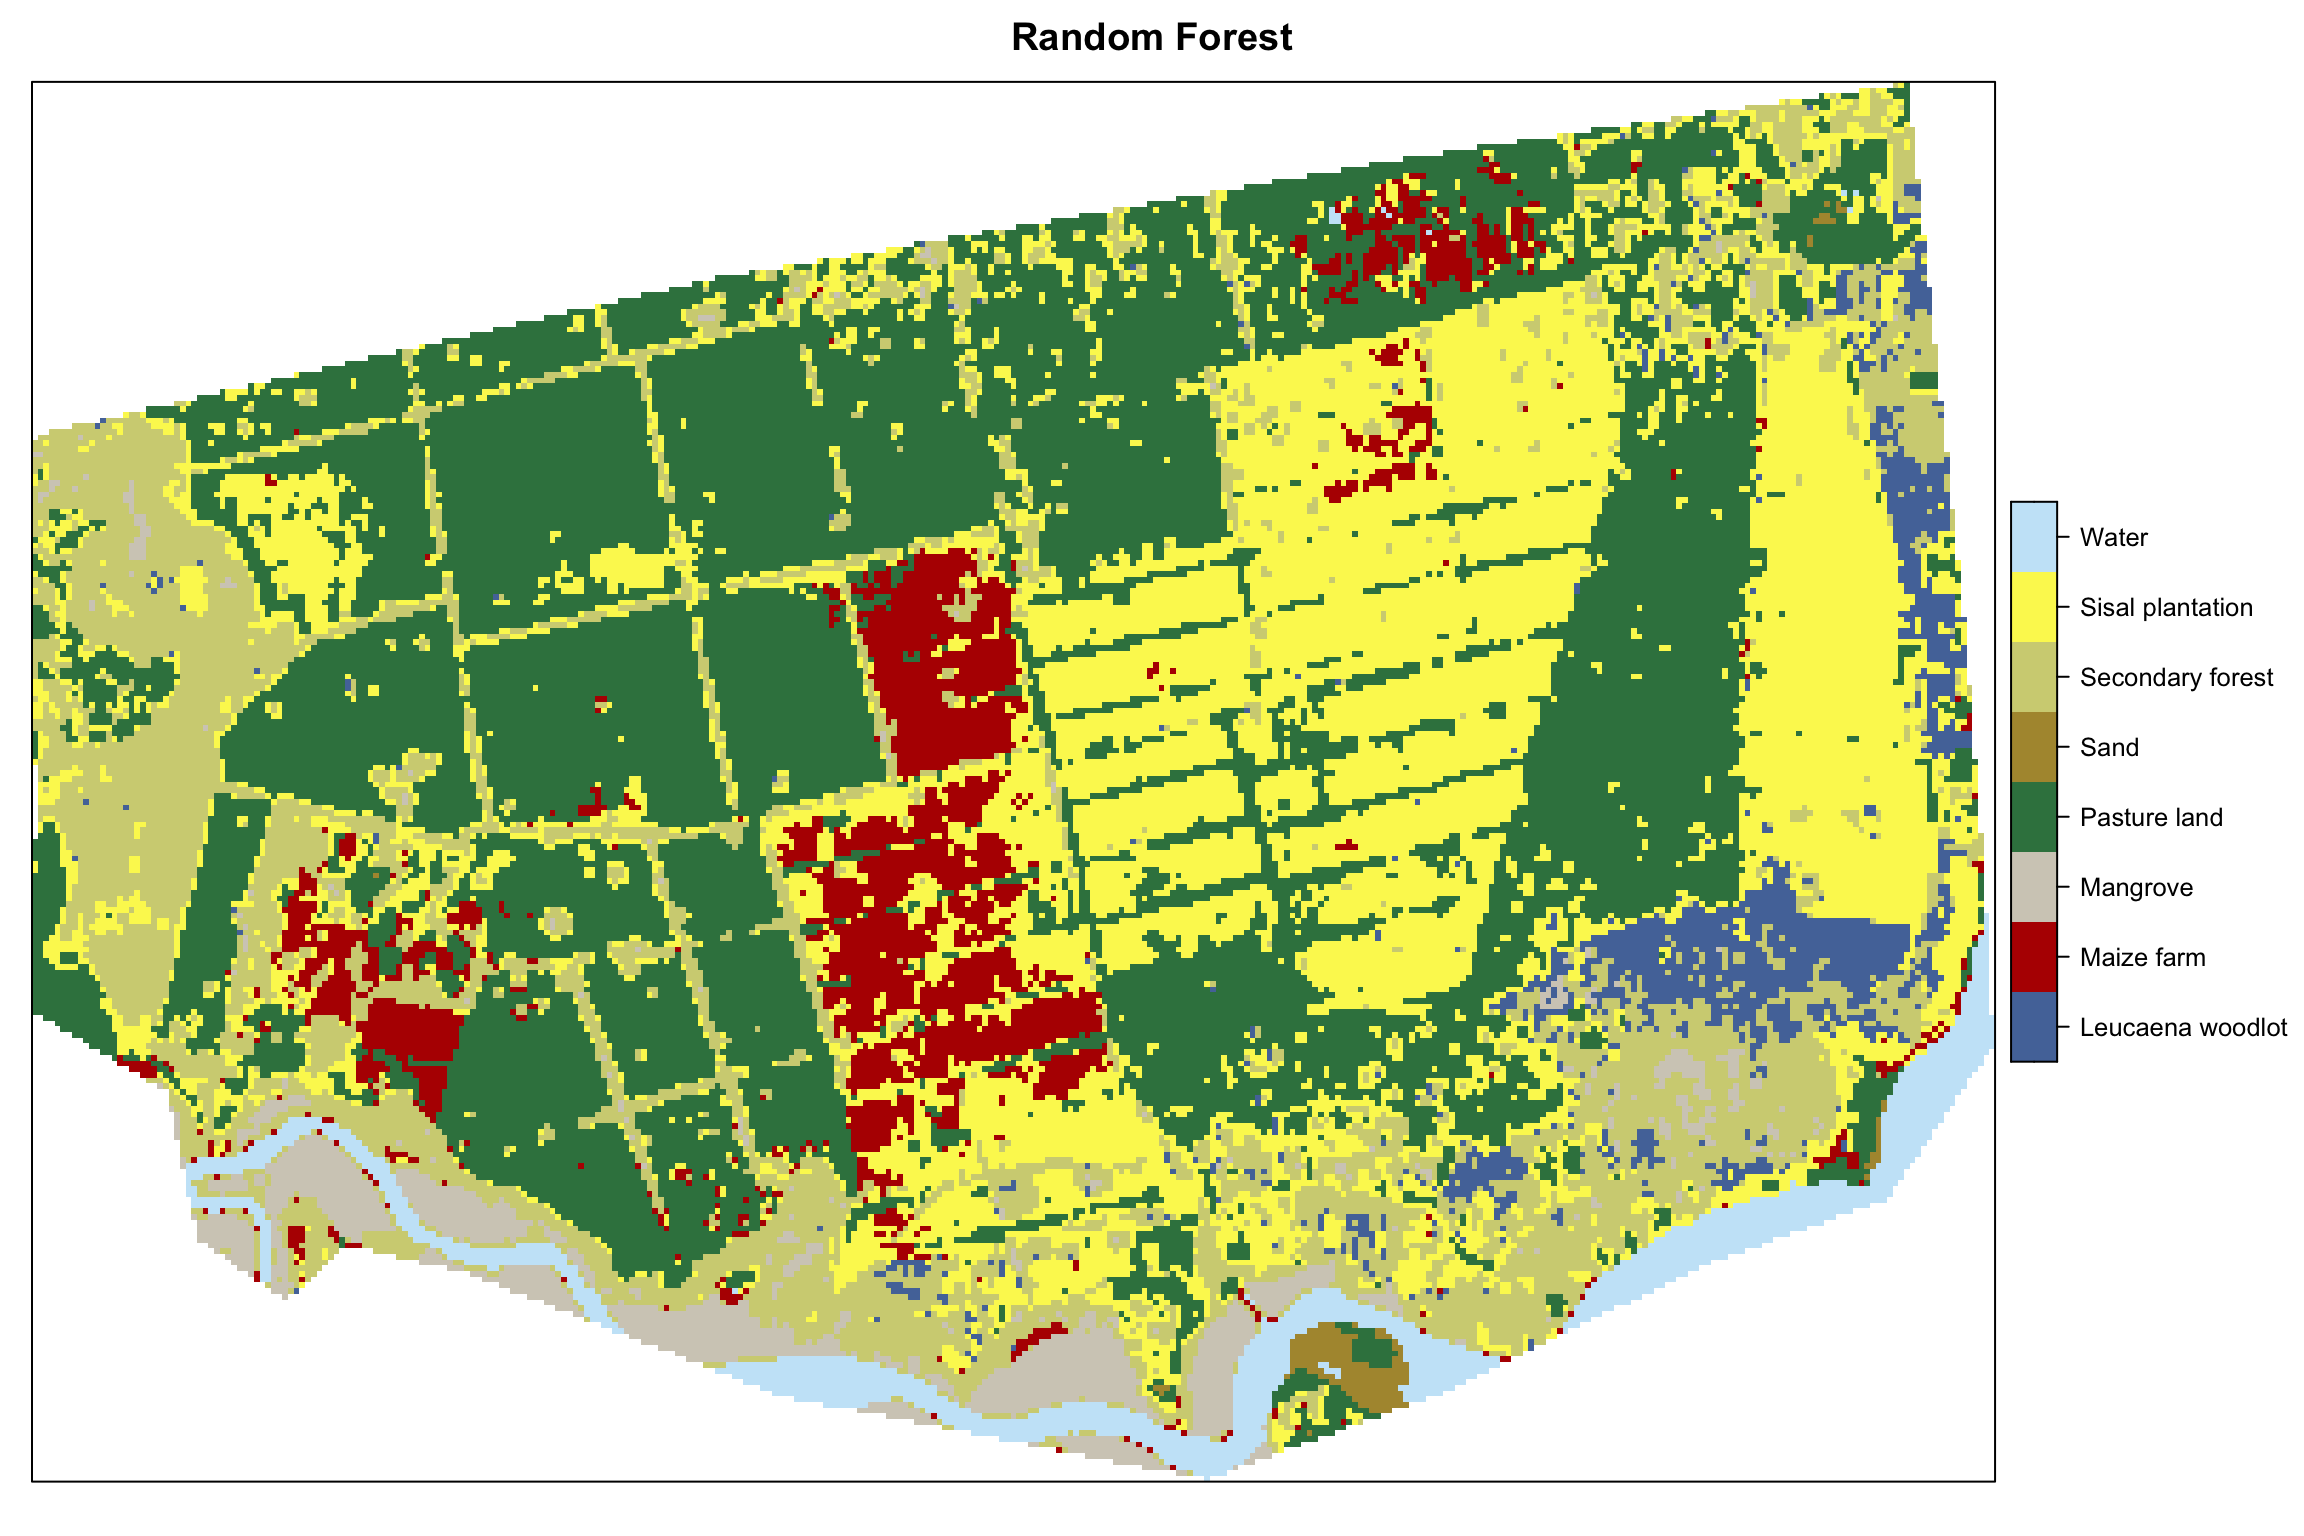 Random Forest
Water
Sisal plantation
Secondary forest
Sand
Pasture land
Mangrove
Maize farm
Leucaena woodlot